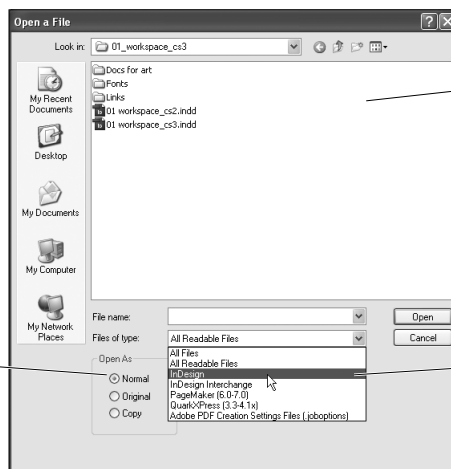 Open a File
Look in: 01_workspace_cs3
Docs for art
Fonts
Links
01 workspace_cs2.indd
01 workspace_cs3.indd
My Recent
Documents
Desktop
My Documents
My Computer
My Network
Places
File name: Open
Files of type: All Readable Files Cancel
All Files
All Readable Files
InDesign
InDesign Interchange
PageMaker (6.0-7.0)
QuarkXPress (3.3-4.1x)
Adobe PDF Creation Settings Files (.joboptions)
Open As
Normal
Original
Copy